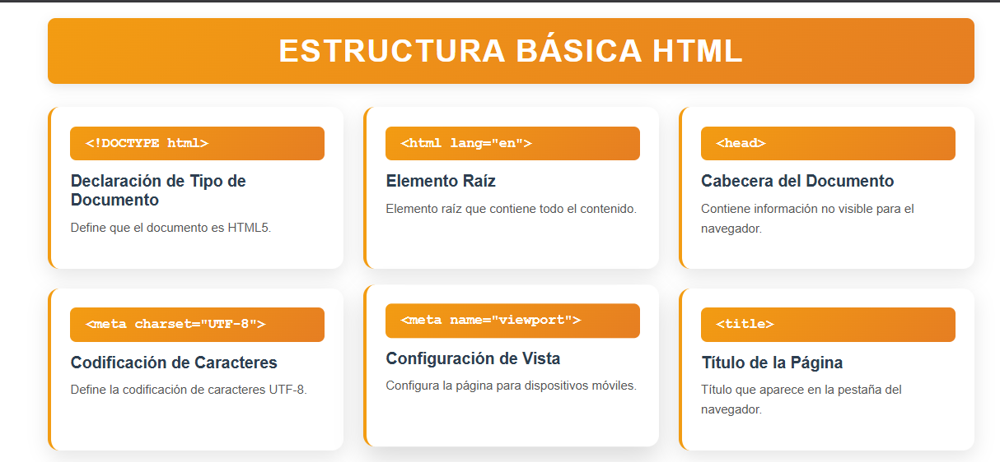 ESTRUCTURA BÁSICA HTML
<!DOCTYPE html>
Declaración de Tipo de
Documento
Define que el documento es HTML5.
<html lang="en">
Elemento Raíz
Elemento raíz que contiene todo el contenido.
<head>
Cabecera del Documento
Contiene información no visible para el
navegador.
<meta charset="UTF-8">
Codificación de Caracteres
Define la codificación de caracteres UTF-8.
<meta name="viewport">
Configuración de Vista
Configura la página para dispositivos móviles.
<title>
Título de la Página
Título que aparece en la pestaña del
navegador.